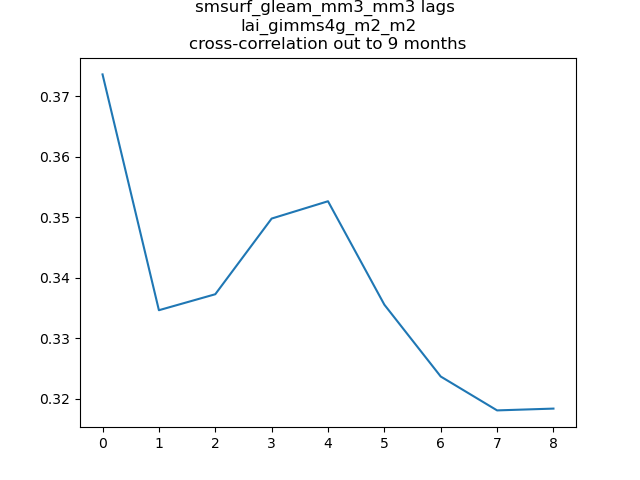 smsurf_gleam_mm3_mm3 lags
lai_gimms4g_m2_m2
cross-correlation out to 9 months
0.37
0.36
0.35
0.34
0.33
0.32
0 1 2 3 4 5 6 7 8